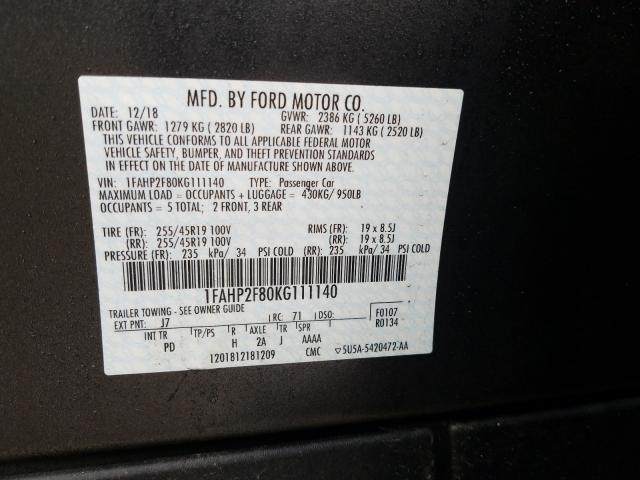 MFD. BY FORD MOTOR CO.
DATE: 12/18 GVWR: 2386 KG ( 5260 LB)
FRONT GAWR: 1279 KG ( 2820 LB) REAR GAWR: 1143 KG ( 2520 LB)
THIS VEHICLE CONFORMS TO ALL APPLICABLE FEDERAL MOTOR
VEHICLE SAFETY, BUMPER, AND THEFT PREVENTION STANDARDS
IN EFFECT ON THE DATE OF MANUFACTURE SHOWN ABOVE.
VIN: 1FAHP2F80KG111140 TYPE: Passenger Car
MAXIMUM LOAD = OCCUPANTS + LUGGAGE = 430KG/ 950LB
OCCUPANTS = 5 TOTAL; 2 FRONT, 3 REAR
TIRE (FR): 255/45R19 100V RIMS (FR): 19 x 8.5J
(RR): 255/45R19 100V (RR): 19 x 8.5J
PRESSURE (FR): 235 kPa/ 34 PSI COLD (RR): 235 kPa/ 34 PSI COLD
1FAHP2F80KG111140
TRAILER TOWING - SEE OWNER GUIDE
EXT PNT: J7 RC: 71 DSO: F0107
R0134
INT TR TP/PS R AXLE TR SPR
PD H 2A J AAAA
1201812181209 CMC ▽5U5A-5420472-AA